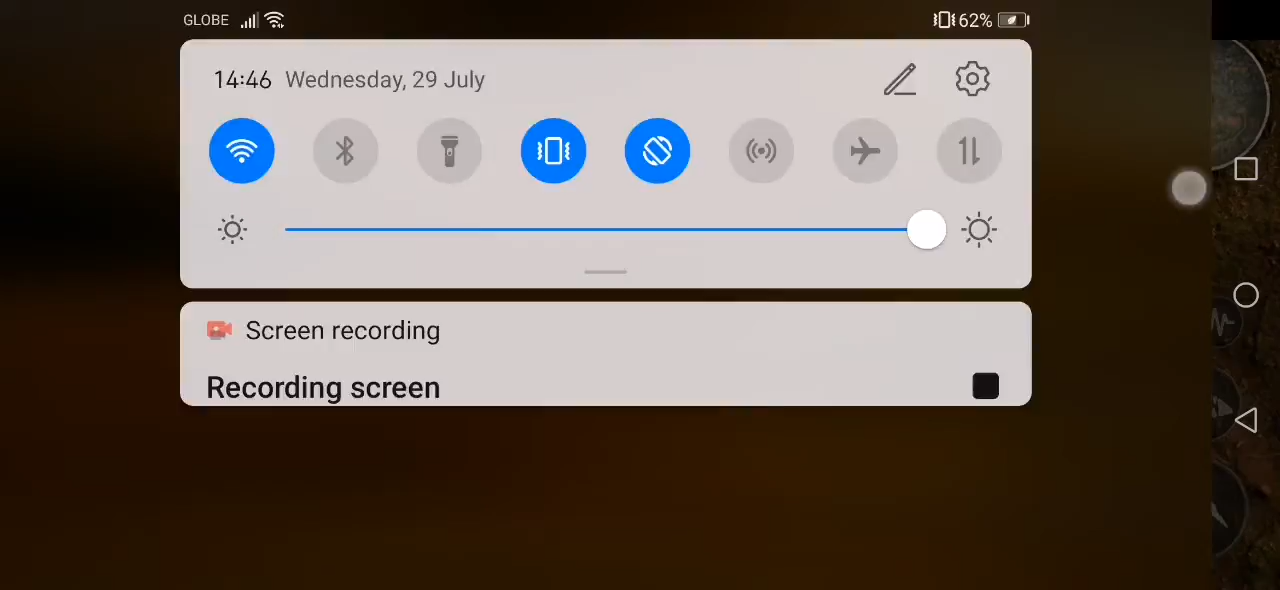 GLOBE
62%
14:46 Wednesday, 29 July
Screen recording
Recording screen